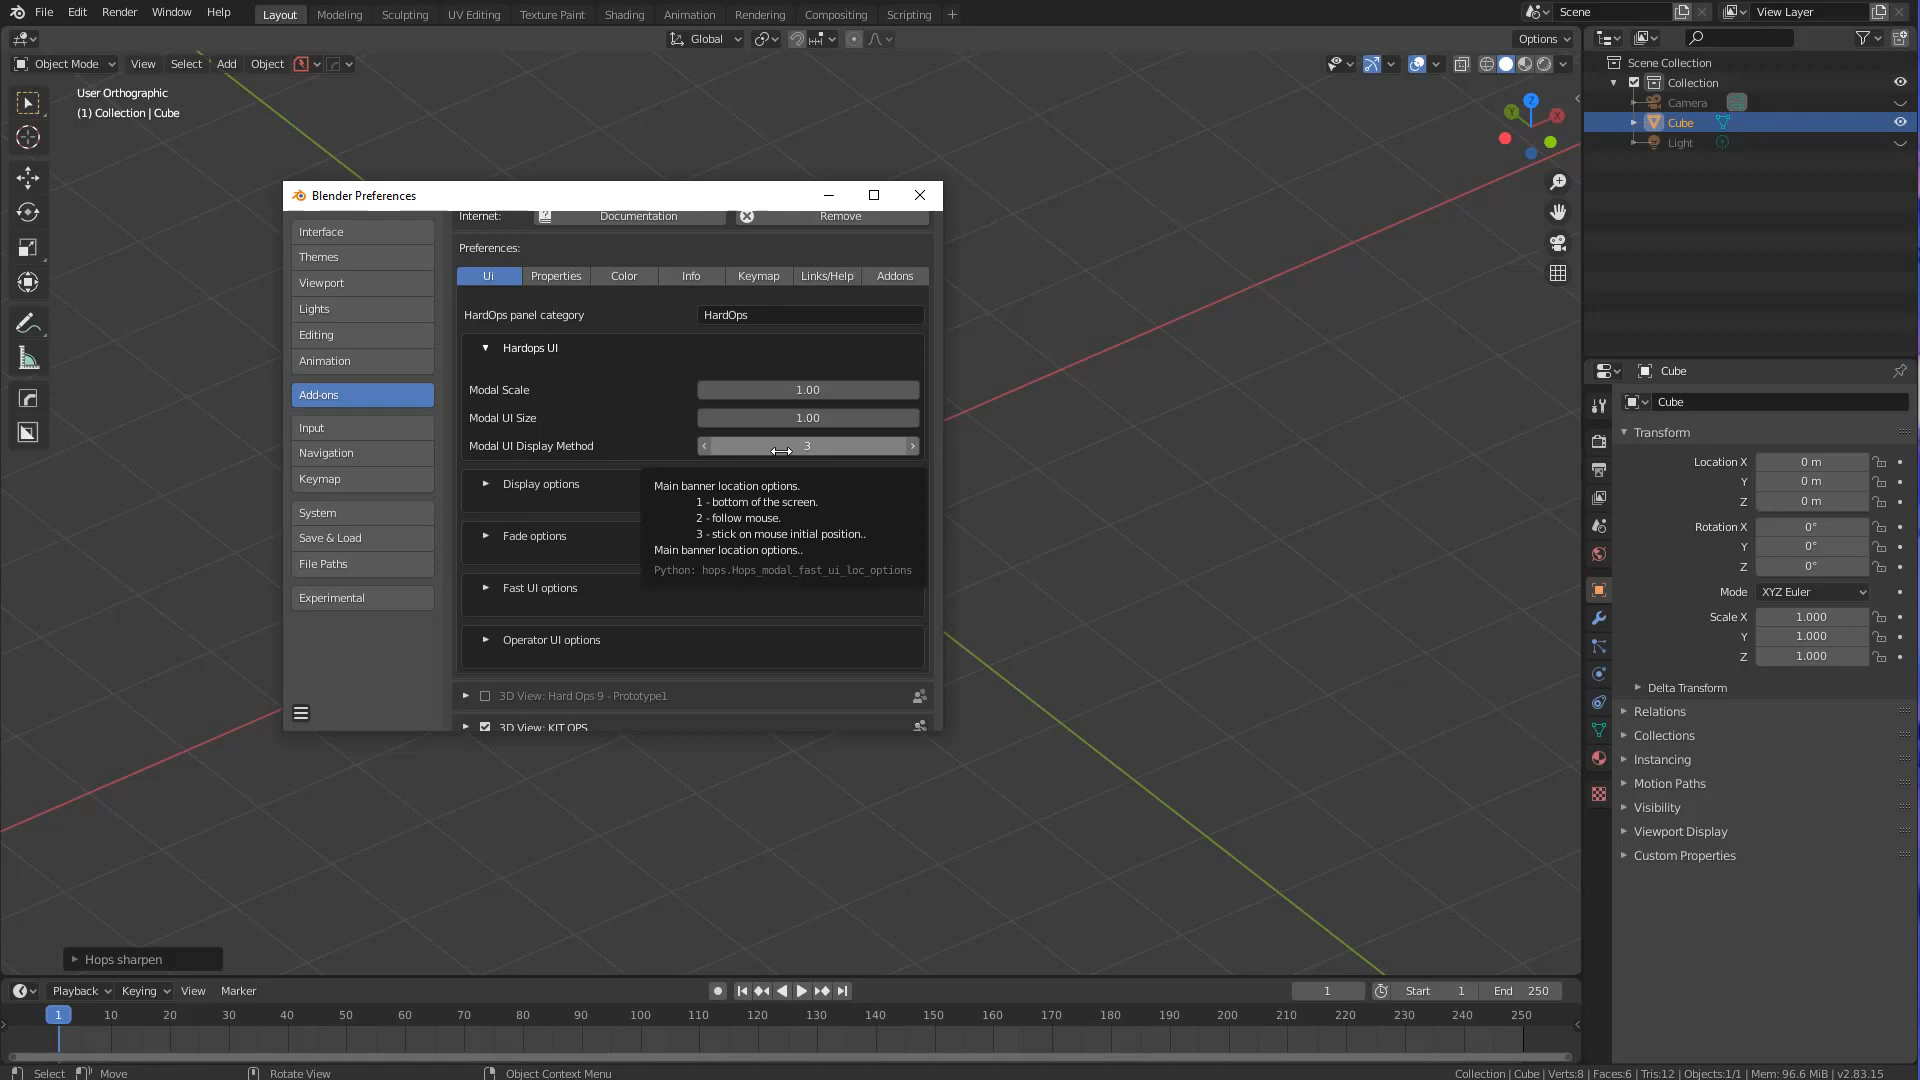 File Edit Render Window Help
Layout Modeling Sculpting UV Editing Texture Paint Shading Animation Rendering Compositing Scripting +
Scene
View Layer
Global
Options
Object Mode View Select Add Object
User Orthographic
(1) Collection | Cube
Z
Y
X
Blender Preferences
Interface
Themes
Viewport
Lights
Editing
Animation
Add-ons
Input
Navigation
Keymap
System
Save & Load
File Paths
Experimental
Internet: Documentation Remove
Preferences:
Ui Properties Color Info Keymap Links/Help Addons
HardOps panel category HardOps
Hardops UI
Modal Scale 1.00
Modal UI Size 1.00
Modal UI Display Method 3
Display options
Fade options
Fast UI options
Operator UI options
Main banner location options.
1 - bottom of the screen.
2 - follow mouse.
3 - stick on mouse initial position..
Main banner location options..
Python: hops.Hops_modal_fast_ui_loc_options
3D View: Hard Ops 9 - Prototype1
3D View: KIT OPS
Scene Collection
Collection
Camera
Cube
Light
Cube
Cube
Transform
Location X 0 m
Y 0 m
Z 0 m
Rotation X 0°
Y 0°
Z 0°
Mode XYZ Euler
Scale X 1.000
Y 1.000
Z 1.000
Delta Transform
Relations
Collections
Instancing
Motion Paths
Visibility
Viewport Display
Custom Properties
Hops sharpen
Playback Keying View Marker
1 Start 1 End 250
1 10 20 30 40 50 60 70 80 90 100 110 120 130 140 150 160 170 180 190 200 210 220 230 240 250
Select Move Rotate View Object Context Menu
Collection | Cube | Verts:8 | Faces:6 | Tris:12 | Objects:1/1 | Mem: 96.6 MiB | v2.83.15